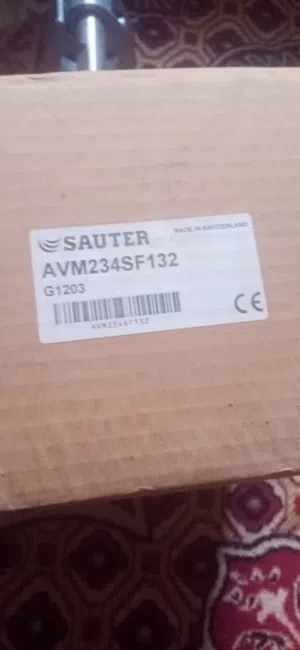 SAUTER
MADE IN SWITZERLAND
AVM234SF132
G1203
CE
AVM234SF132